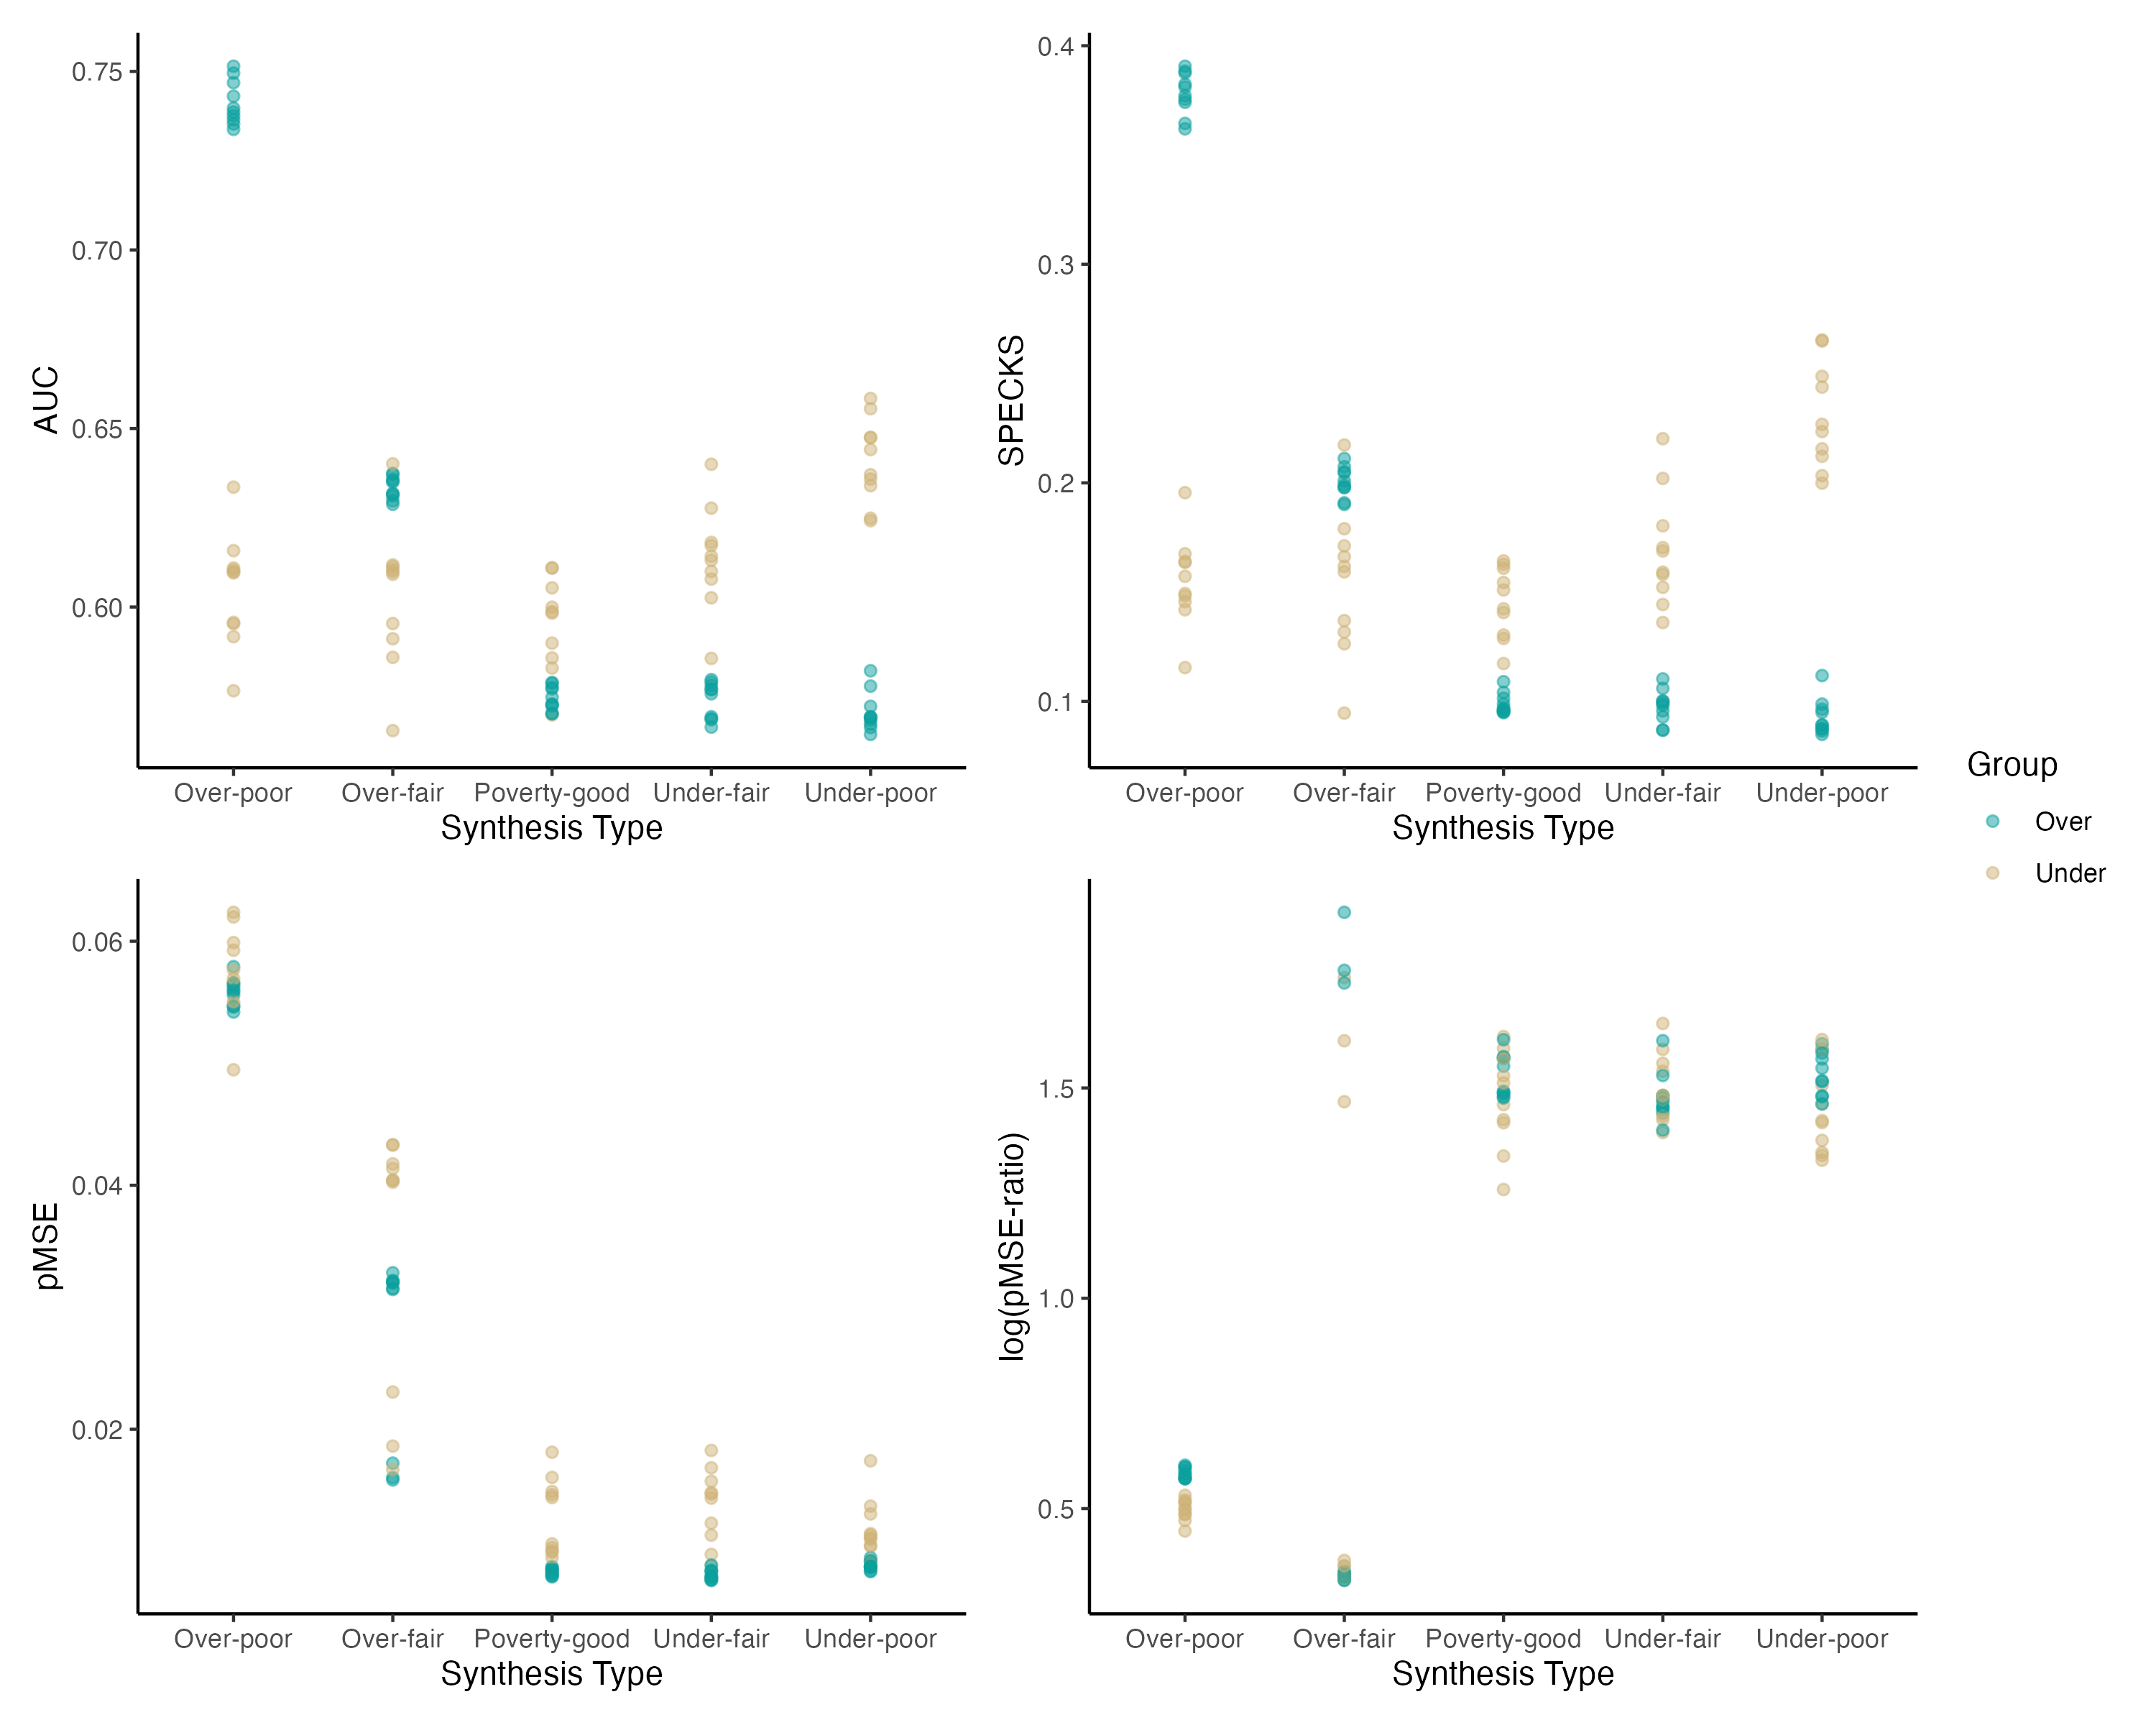 AUC
0.75
0.70
0.65
0.60
Over-poor Over-fair Poverty-good Under-fair Under-poor
Synthesis Type
SPECKS
0.4
0.3
0.2
0.1
Over-poor Over-fair Poverty-good Under-fair Under-poor
Synthesis Type
Group
Over
Under
pMSE
0.06
0.04
0.02
Over-poor Over-fair Poverty-good Under-fair Under-poor
Synthesis Type
log(pMSE-ratio)
1.5
1.0
0.5
Over-poor Over-fair Poverty-good Under-fair Under-poor
Synthesis Type